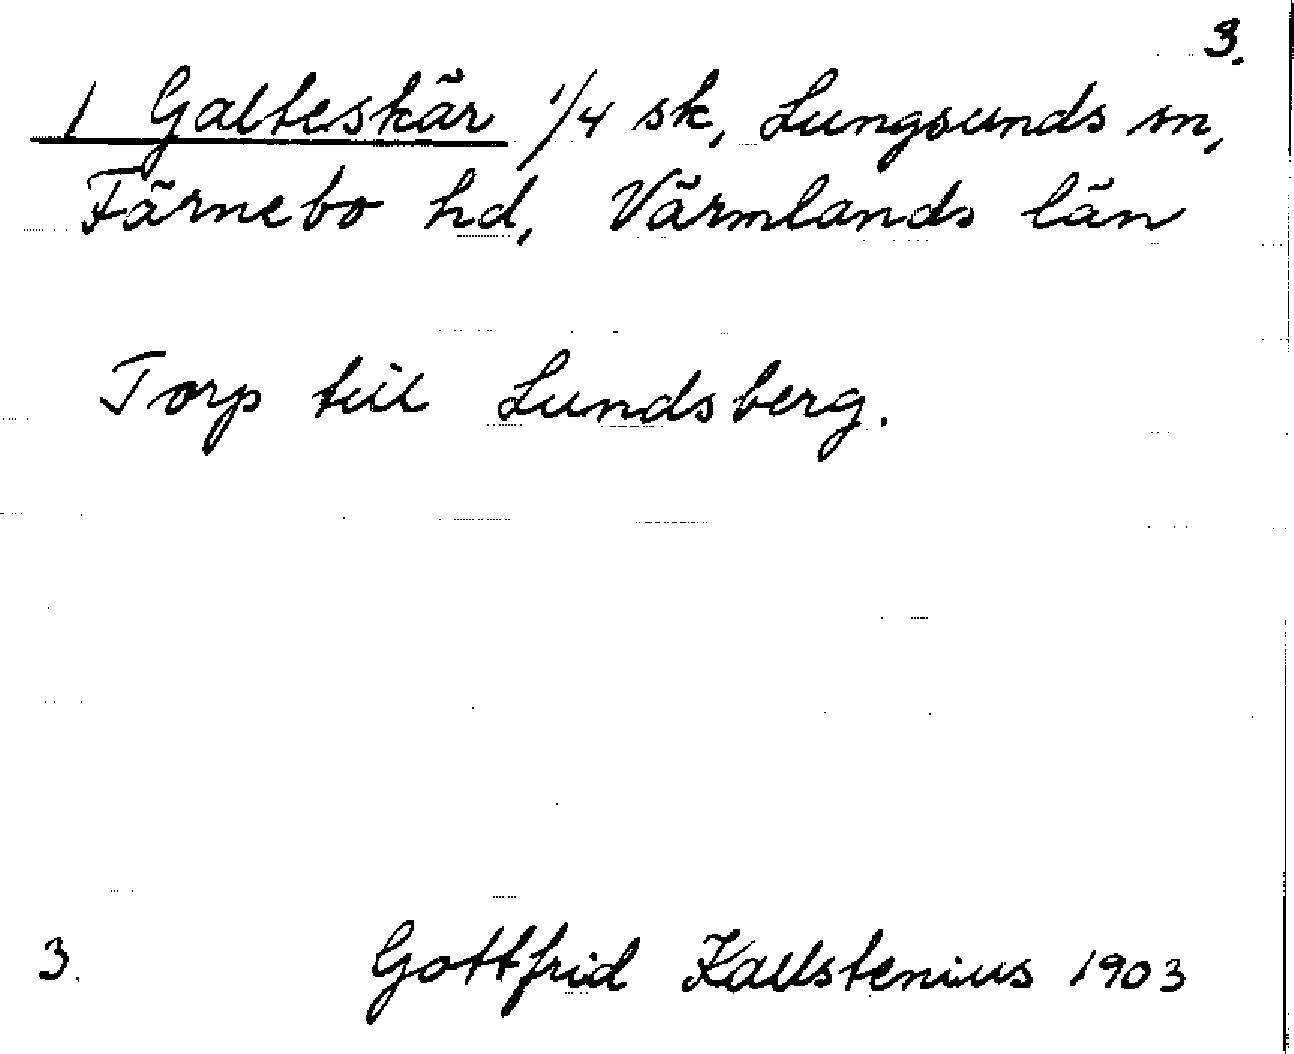 3.
1 Galteskär 1/4 sk, Lungsunds sn,
Färnebo hd, Värmlands län
Torp till Lundsberg.
3. Gottfrid Kallstenius 1903